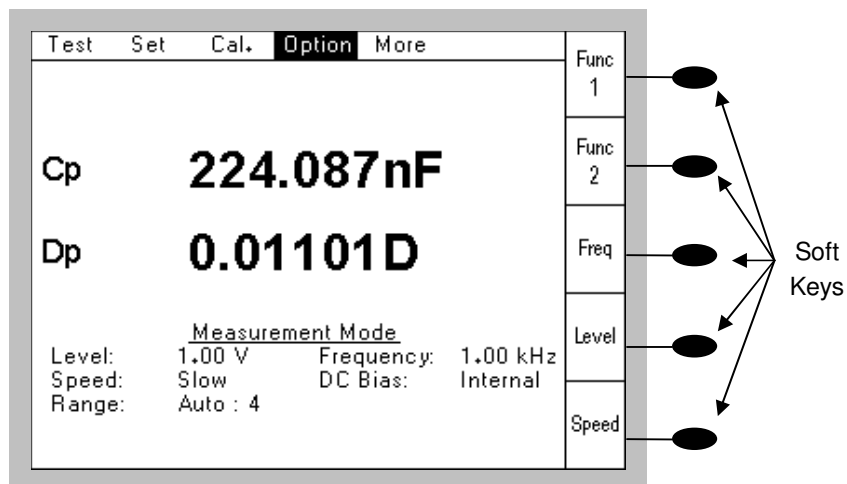 Test Set Cal. Option More
Func
1
Func
2
Freq
Level
Speed
Cp 224.087nF
Dp 0.01101D
Measurement Mode
Level: 1.00 V Frequency: 1.00 kHz
Speed: Slow DC Bias: Internal
Range: Auto : 4
Soft
Keys